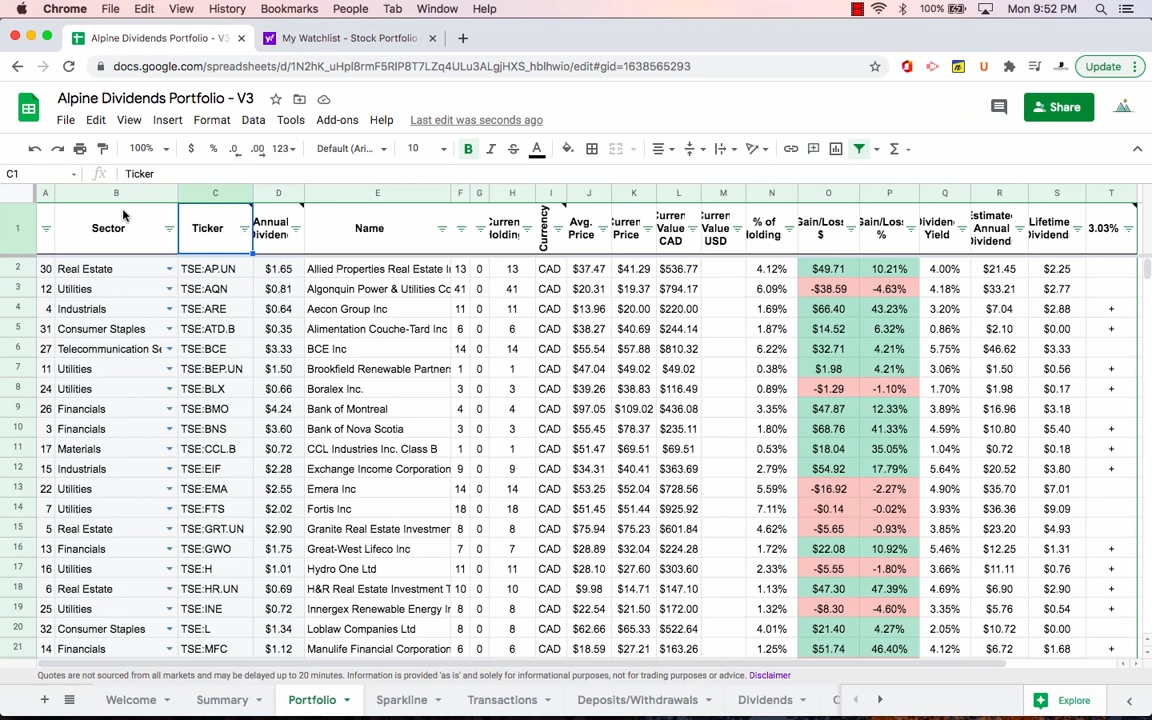 Chrome File Edit View History Bookmarks People Tab Window Help 100% Mon 9:52 PM
Alpine Dividends Portfolio - V3 × My Watchlist - Stock Portfolio × +
docs.google.com/spreadsheets/d/1N2hK_uHpI8rmF5RIP8T7LZq4ULu3ALgjHXS_hblhwio/edit#gid=1638565293 Update
Alpine Dividends Portfolio - V3 Share
File Edit View Insert Format Data Tools Add-ons Help Last edit was seconds ago
100% $ % .0 .00 123 Default (Ari... 10 B I S A
C1 fx Ticker
A B C D E F G H I J K L M N O P Q R S T
1 Sector Ticker Annual Dividend Name Curren Holding Currency Avg. Price Curren Price Curren Value CAD Curren Value USD % of Holding Gain/Loss $ Gain/Loss % Dividend Yield Estimate Annual Dividend Lifetime Dividend 3.03%
2 30 Real Estate TSE:AP.UN $1.65 Allied Properties Real Estate I 13 0 13 CAD $37.47 $41.29 $536.77 4.12% $49.71 10.21% 4.00% $21.45 $2.25
3 12 Utilities TSE:AQN $0.81 Algonquin Power & Utilities Co 41 0 41 CAD $20.31 $19.37 $794.17 6.09% -$38.59 -4.63% 4.18% $33.21 $2.77
4 4 Industrials TSE:ARE $0.64 Aecon Group Inc 11 0 11 CAD $13.96 $20.00 $220.00 1.69% $66.40 43.23% 3.20% $7.04 $2.88 +
5 31 Consumer Staples TSE:ATD.B $0.35 Alimentation Couche-Tard Inc 6 0 6 CAD $38.27 $40.69 $244.14 1.87% $14.52 6.32% 0.86% $2.10 $0.00 +
6 27 Telecommunication Se TSE:BCE $3.33 BCE Inc 14 0 14 CAD $55.54 $57.88 $810.32 6.22% $32.71 4.21% 5.75% $46.62 $3.33
7 11 Utilities TSE:BEP.UN $1.50 Brookfield Renewable Partner 1 0 1 CAD $47.04 $49.02 $49.02 0.38% $1.98 4.21% 3.06% $1.50 $0.56 +
8 24 Utilities TSE:BLX $0.66 Boralex Inc. 3 0 3 CAD $39.26 $38.83 $116.49 0.89% -$1.29 -1.10% 1.70% $1.98 $0.17 +
9 26 Financials TSE:BMO $4.24 Bank of Montreal 4 0 4 CAD $97.05 $109.02 $436.08 3.35% $47.87 12.33% 3.89% $16.96 $3.18
10 3 Financials TSE:BNS $3.60 Bank of Nova Scotia 3 0 3 CAD $55.45 $78.37 $235.11 1.80% $68.76 41.33% 4.59% $10.80 $5.40 +
11 17 Materials TSE:CCL.B $0.72 CCL Industries Inc. Class B 1 0 1 CAD $51.47 $69.51 $69.51 0.53% $18.04 35.05% 1.04% $0.72 $0.18 +
12 15 Industrials TSE:EIF $2.28 Exchange Income Corporation 9 0 9 CAD $34.31 $40.41 $363.69 2.79% $54.92 17.79% 5.64% $20.52 $3.80 +
13 22 Utilities TSE:EMA $2.55 Emera Inc 14 0 14 CAD $53.25 $52.04 $728.56 5.59% -$16.92 -2.27% 4.90% $35.70 $7.01
14 7 Utilities TSE:FTS $2.02 Fortis Inc 18 0 18 CAD $51.45 $51.44 $925.92 7.11% -$0.14 -0.02% 3.93% $36.36 $9.09
15 5 Real Estate TSE:GRT.UN $2.90 Granite Real Estate Investmer 8 0 8 CAD $75.94 $75.23 $601.84 4.62% -$5.65 -0.93% 3.85% $23.20 $4.93
16 13 Financials TSE:GWO $1.75 Great-West Lifeco Inc 7 0 7 CAD $28.89 $32.04 $224.28 1.72% $22.08 10.92% 5.46% $12.25 $1.31 +
17 16 Utilities TSE:H $1.01 Hydro One Ltd 11 0 11 CAD $28.10 $27.60 $303.60 2.33% -$5.55 -1.80% 3.66% $11.11 $0.76 +
18 6 Real Estate TSE:HR.UN $0.69 H&R Real Estate Investment T 10 0 10 CAD $9.98 $14.71 $147.10 1.13% $47.30 47.39% 4.69% $6.90 $2.90 +
19 25 Utilities TSE:INE $0.72 Innergex Renewable Energy I 8 0 8 CAD $22.54 $21.50 $172.00 1.32% -$8.30 -4.60% 3.35% $5.76 $0.54 +
20 32 Consumer Staples TSE:L $1.34 Loblaw Companies Ltd 8 0 8 CAD $62.66 $65.33 $522.64 4.01% $21.40 4.27% 2.05% $10.72 $0.00
21 14 Financials TSE:MFC $1.12 Manulife Financial Corporation 6 0 6 CAD $18.59 $27.21 $163.26 1.25% $51.74 46.40% 4.12% $6.72 $1.68 +
Quotes are not sourced from all markets and may be delayed up to 20 minutes. Information is provided 'as is' and solely for informational purposes, not for trading purposes or advice. Disclaimer
+ Welcome Summary Portfolio Sparkline Transactions Deposits/Withdrawals Dividends Explore